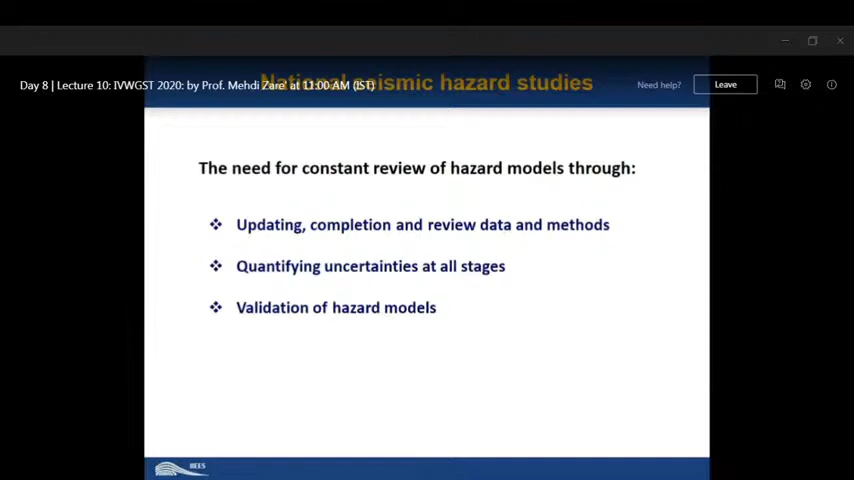 National seismic hazard studies
Day 8 | Lecture 10: IVWGST 2020: by Prof. Mehdi Zare' at 11:00 AM (IST)
Need help?
Leave
The need for constant review of hazard models through:
❖ Updating, completion and review data and methods
❖ Quantifying uncertainties at all stages
❖ Validation of hazard models
IIEES